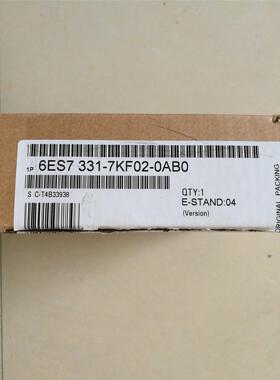 1P 6ES7 331-7KF02-0AB0
S C-T4B33938
QTY:1
E-STAND:04
(Version)
ORIGINAL PACKING